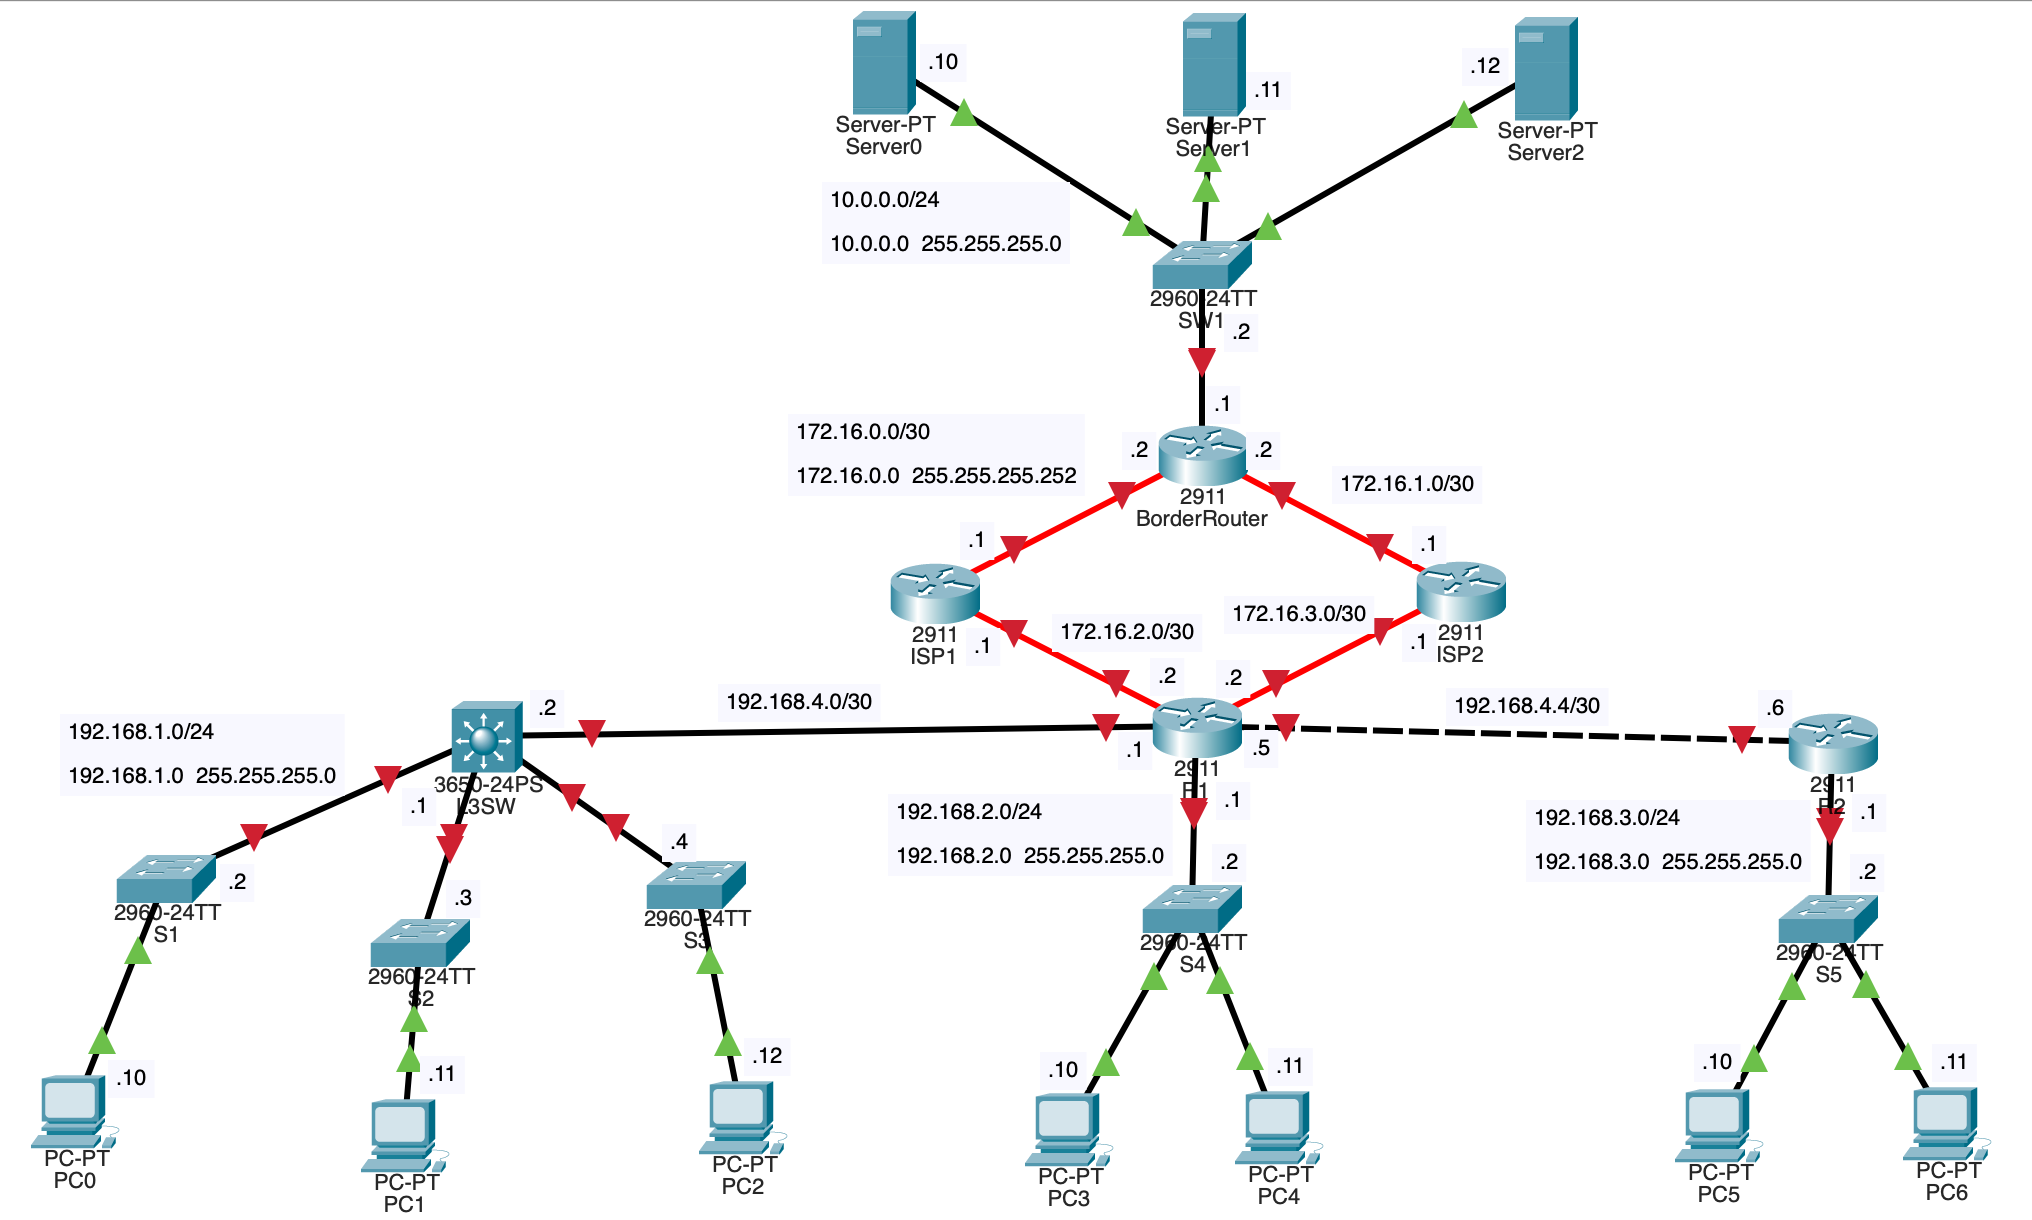 .10
.11
.12
Server-PT
Server0
Server-PT
Server1
Server-PT
Server2
10.0.0.0/24
10.0.0.0  255.255.255.0
2960-24TT
SW1
.2
.1
172.16.0.0/30
172.16.0.0  255.255.255.252
.2
.2
172.16.1.0/30
2911
BorderRouter
.1
.1
2911
ISP1
.1
172.16.2.0/30
172.16.3.0/30
.1
2911
ISP2
.2
.2
192.168.1.0/24
192.168.1.0  255.255.255.0
.2
192.168.4.0/30
.1
.5
192.168.4.4/30
.6
3650-24PS
L3SW
.1
2911
R1
.1
2911
R2
.1
192.168.2.0/24
192.168.2.0  255.255.255.0
192.168.3.0/24
192.168.3.0  255.255.255.0
.2
2960-24TT
S1
.3
2960-24TT
S2
.4
2960-24TT
S3
.2
2960-24TT
S4
.2
2960-24TT
S5
.10
PC-PT
PC0
.11
PC-PT
PC1
.12
PC-PT
PC2
.10
PC-PT
PC3
.11
PC-PT
PC4
.10
PC-PT
PC5
.11
PC-PT
PC6